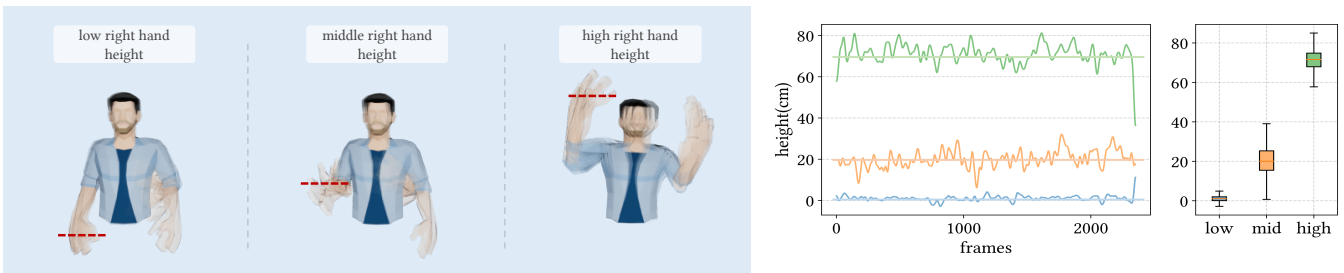 low right hand
height
middle right hand
height
high right hand
height
height(cm)
80
60
40
20
0
0
1000
2000
frames
80
60
40
20
0
low
mid
high